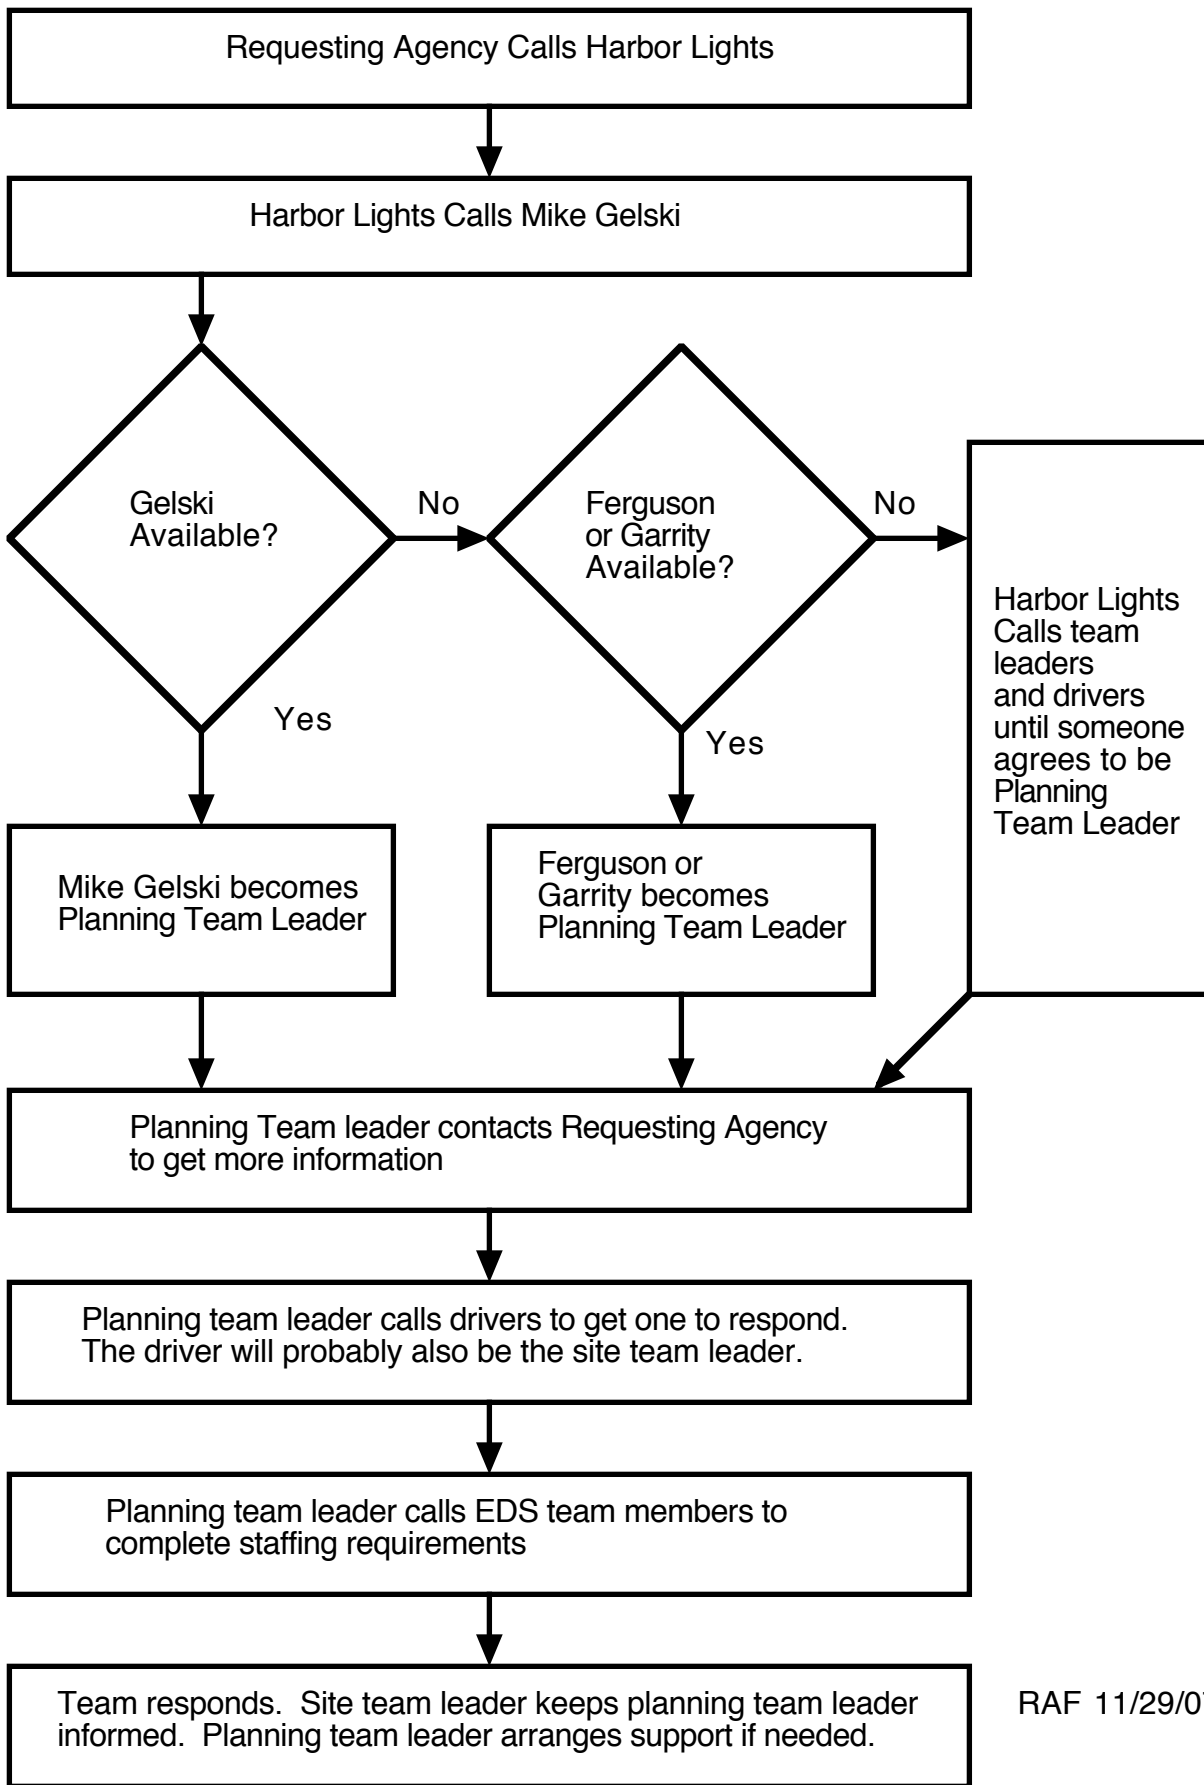 Requesting Agency Calls Harbor Lights
Harbor Lights Calls Mike Gelski
Gelski
Available?
No
Ferguson
or Garrity
Available?
No
Yes
Yes
Harbor Lights
Calls team
leaders
and drivers
until someone
agrees to be
Planning
Team Leader
Mike Gelski becomes
Planning Team Leader
Ferguson or
Garrity becomes
Planning Team Leader
Planning Team leader contacts Requesting Agency
to get more information
Planning team leader calls drivers to get one to respond.
The driver will probably also be the site team leader.
Planning team leader calls EDS team members to
complete staffing requirements
Team responds.  Site team leader keeps planning team leader
informed.  Planning team leader arranges support if needed.
RAF 11/29/0